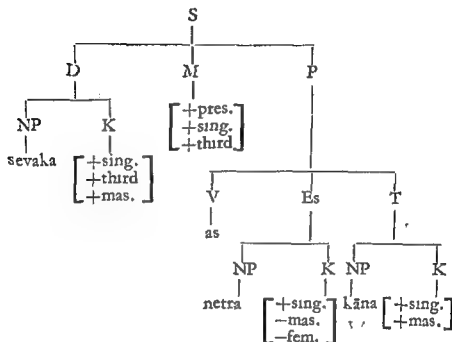 S
D M P
NP K
sevaka
+sing.
+third
+mas.
+pres.
+sing.
+third
V Es T
as
NP K NP K
netra
+sing.
-mas.
-fem.
kāna
+sing.
+mas.